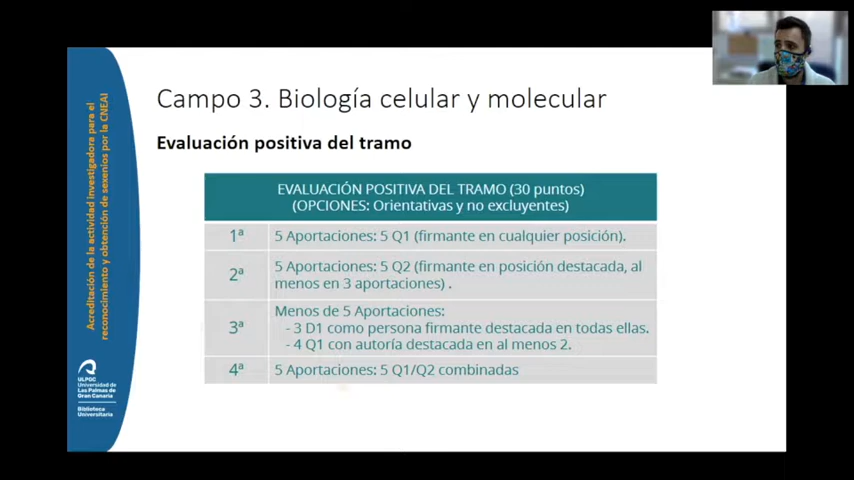 Campo 3. Biología celular y molecular
Evaluación positiva del tramo
EVALUACIÓN POSITIVA DEL TRAMO (30 puntos)
(OPCIONES: Orientativas y no excluyentes)
1ª 5 Aportaciones: 5 Q1 (firmante en cualquier posición).
2ª 5 Aportaciones: 5 Q2 (firmante en posición destacada, al
menos en 3 aportaciones) .
3ª Menos de 5 Aportaciones:
- 3 D1 como persona firmante destacada en todas ellas.
- 4 Q1 con autoría destacada en al menos 2.
4ª 5 Aportaciones: 5 Q1/Q2 combinadas
Acreditación de la actividad investigadora para el
reconocimiento y obtención de sexenios por la CNEAI
ULPGC
Universidad de
Las Palmas de
Gran Canaria
Biblioteca
Universitaria